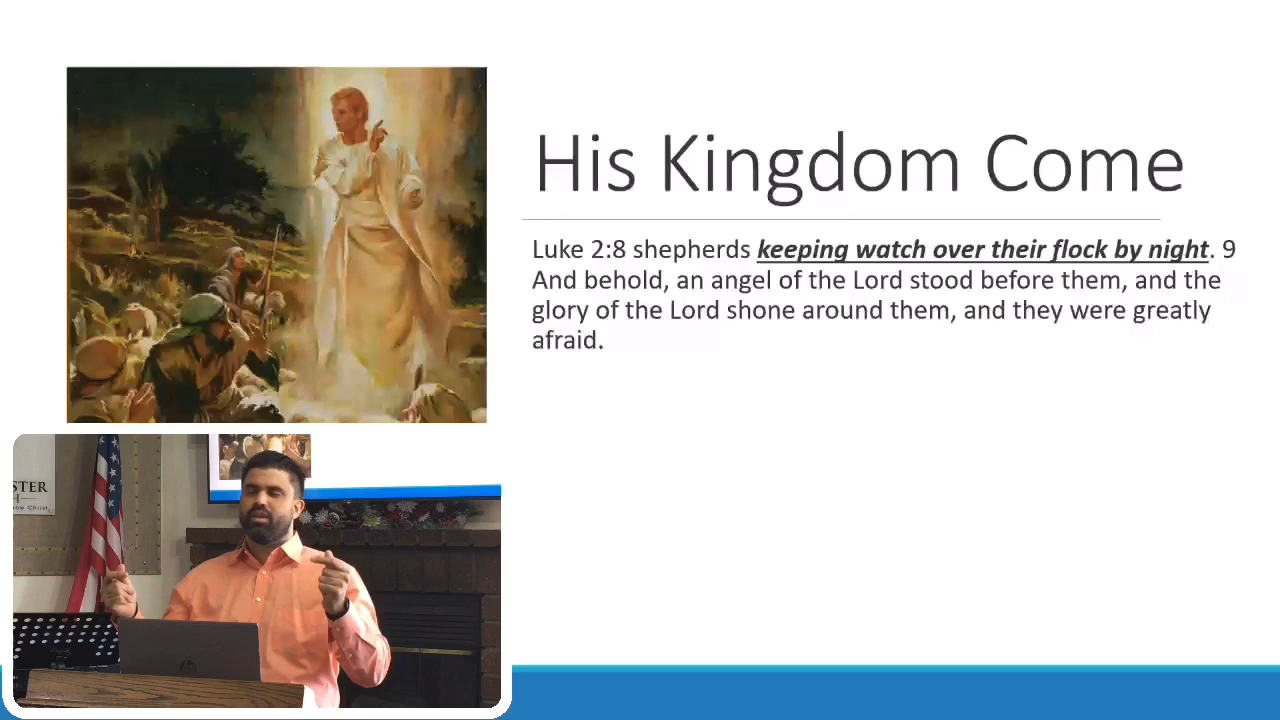 His Kingdom Come
Luke 2:8 shepherds keeping watch over their flock by night. 9
And behold, an angel of the Lord stood before them, and the
glory of the Lord shone around them, and they were greatly
afraid.
STER
Christ
hp